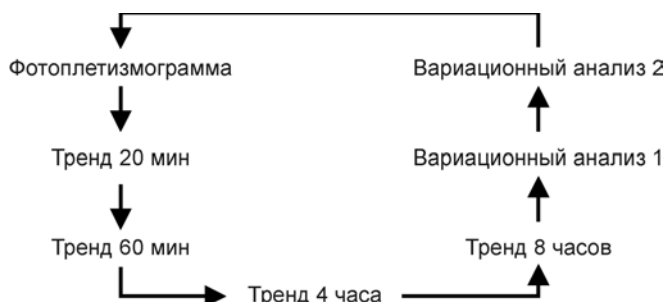 Фотоплетизмограмма
Вариационный анализ 2
Тренд 20 мин
Вариационный анализ 1
Тренд 60 мин
Тренд 8 часов
Тренд 4 часа